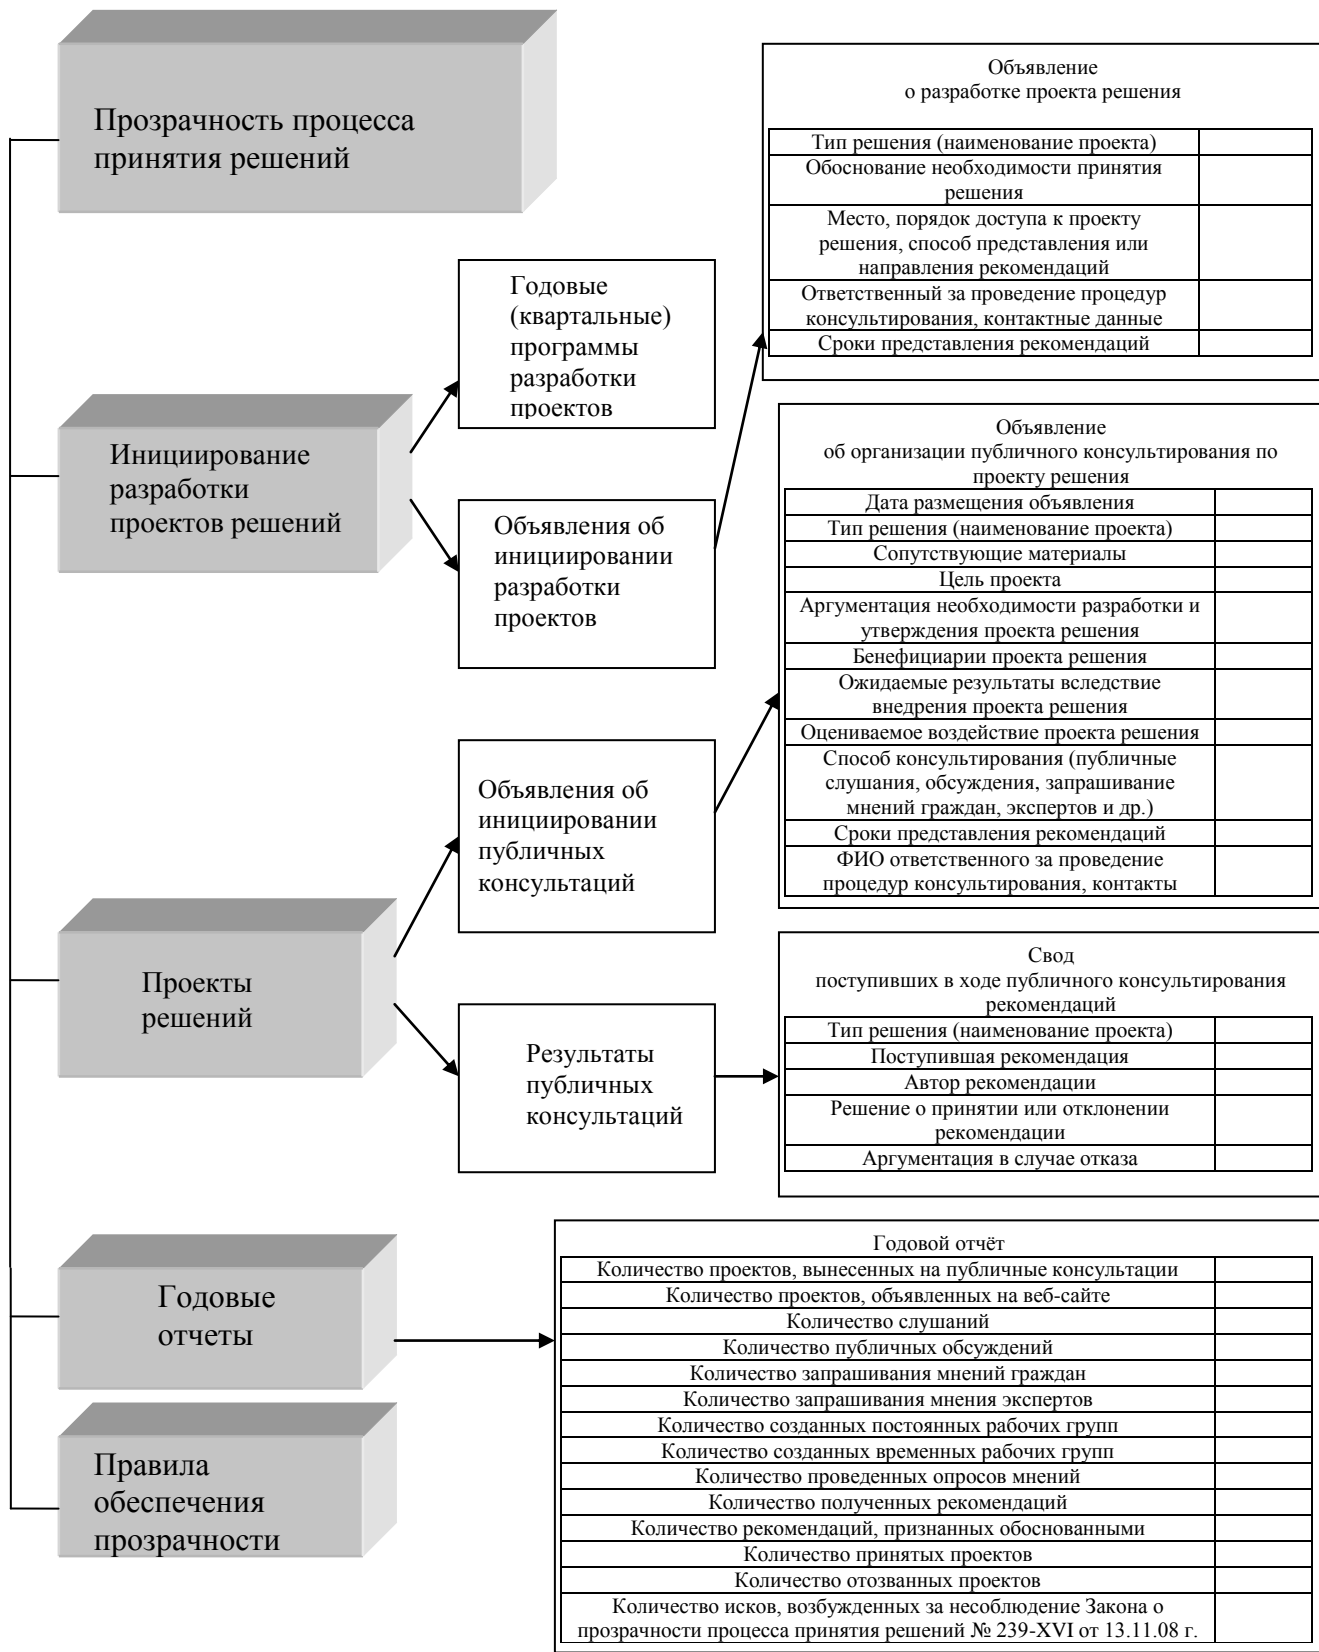 Прозрачность процесса
принятия решений
Объявление
о разработке проекта решения
Тип решения (наименование проекта)
Обоснование необходимости принятия
решения
Место, порядок доступа к проекту
решения, способ представления или
направления рекомендаций
Ответственный за проведение процедур
консультирования, контактные данные
Сроки представления рекомендаций
Инициирование
разработки
проектов решений
Годовые
(квартальные)
программы
разработки
проектов
Объявления об
инициировании
разработки
проектов
Объявление
об организации публичного консультирования по
проекту решения
Дата размещения объявления
Тип решения (наименование проекта)
Сопутствующие материалы
Цель проекта
Аргументация необходимости разработки и
утверждения проекта решения
Бенефициарии проекта решения
Ожидаемые результаты вследствие
внедрения проекта решения
Оцениваемое воздействие проекта решения
Способ консультирования (публичные
слушания, обсуждения, запрашивание
мнений граждан, экспертов и др.)
Сроки представления рекомендаций
ФИО ответственного за проведение
процедур консультирования, контакты
Проекты
решений
Объявления об
инициировании
публичных
консультаций
Результаты
публичных
консультаций
Свод
поступивших в ходе публичного консультирования
рекомендаций
Тип решения (наименование проекта)
Поступившая рекомендация
Автор рекомендации
Решение о принятии или отклонении
рекомендации
Аргументация в случае отказа
Годовые
отчеты
Годовой отчёт
Количество проектов, вынесенных на публичные консультации
Количество проектов, объявленных на веб-сайте
Количество слушаний
Количество публичных обсуждений
Количество запрашивания мнений граждан
Количество запрашивания мнения экспертов
Количество созданных постоянных рабочих групп
Количество созданных временных рабочих групп
Количество проведенных опросов мнений
Количество полученных рекомендаций
Количество рекомендаций, признанных обоснованными
Количество принятых проектов
Количество отозванных проектов
Количество исков, возбужденных за несоблюдение Закона о
прозрачности процесса принятия решений № 239-XVI от 13.11.08 г.
Правила
обеспечения
прозрачности